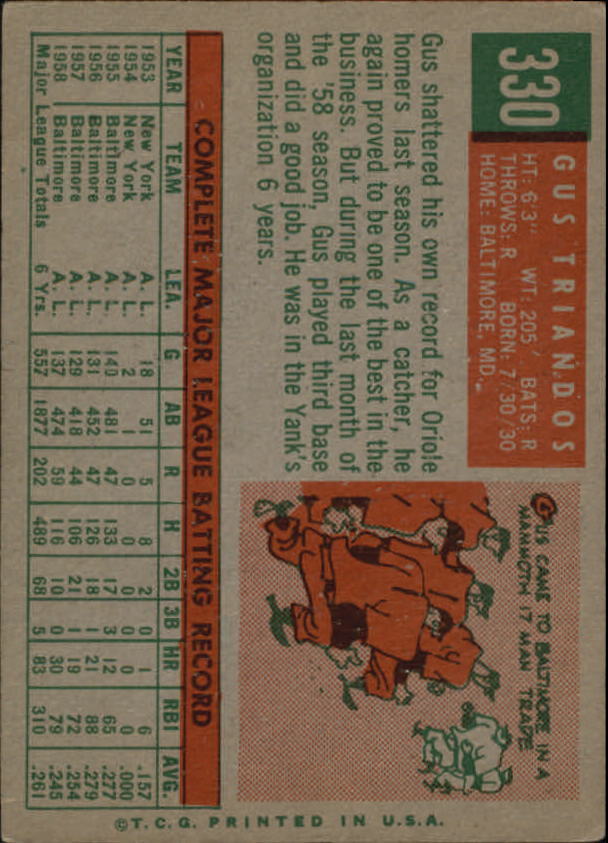 330
GUS TRIANDOS
HT: 6'3" WT: 205 BATS: R
THROWS: R BORN: 7/30/30
HOME: BALTIMORE, MD.
Gus shattered his own record for Oriole
homers last season. As a catcher, he
again proved to be one of the best in the
business. But during the last month of
the '58 season, Gus played third base
and did a good job. He was in the Yank's
organization 6 years.
GUS CAME TO BALTIMORE IN A
MAMMOTH 17 MAN TRADE
COMPLETE MAJOR LEAGUE BATTING RECORD
YEAR TEAM LEA. G AB R H 2B 3B HR RBI AVG.
1953 New York A. L. 18 51 5 8 2 0 1 6 .157
1954 New York A. L. 2 1 0 0 0 0 0 0 .000
1955 Baltimore A. L. 140 481 47 133 17 3 12 65 .277
1956 Baltimore A. L. 131 452 47 126 18 1 21 88 .279
1957 Baltimore A. L. 129 418 44 106 21 1 19 72 .254
1958 Baltimore A. L. 137 474 59 116 10 0 30 79 .245
Major League Totals 6 Yrs. 557 1877 202 489 68 5 83 310 .261
©T.C.G. PRINTED IN U.S.A.